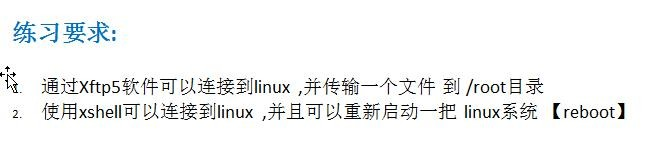 练习要求:
1. 通过Xftp5软件可以连接到linux ,并传输一个文件 到 /root目录
2. 使用xshell可以连接到linux ,并且可以重新启动一把 linux系统 【reboot】